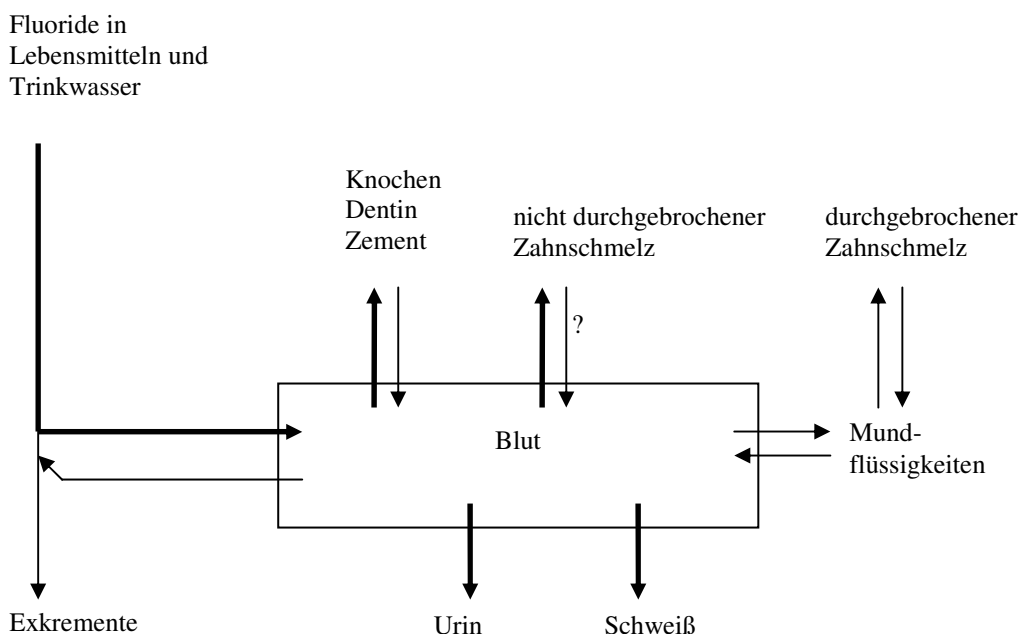 Fluoride in
Lebensmitteln und
Trinkwasser
Knochen
Dentin
Zement
nicht durchgebrochener
Zahnschmelz
durchgebrochener
Zahnschmelz
?
Blut
Mund-
flüssigkeiten
Exkremente
Urin
Schweiß